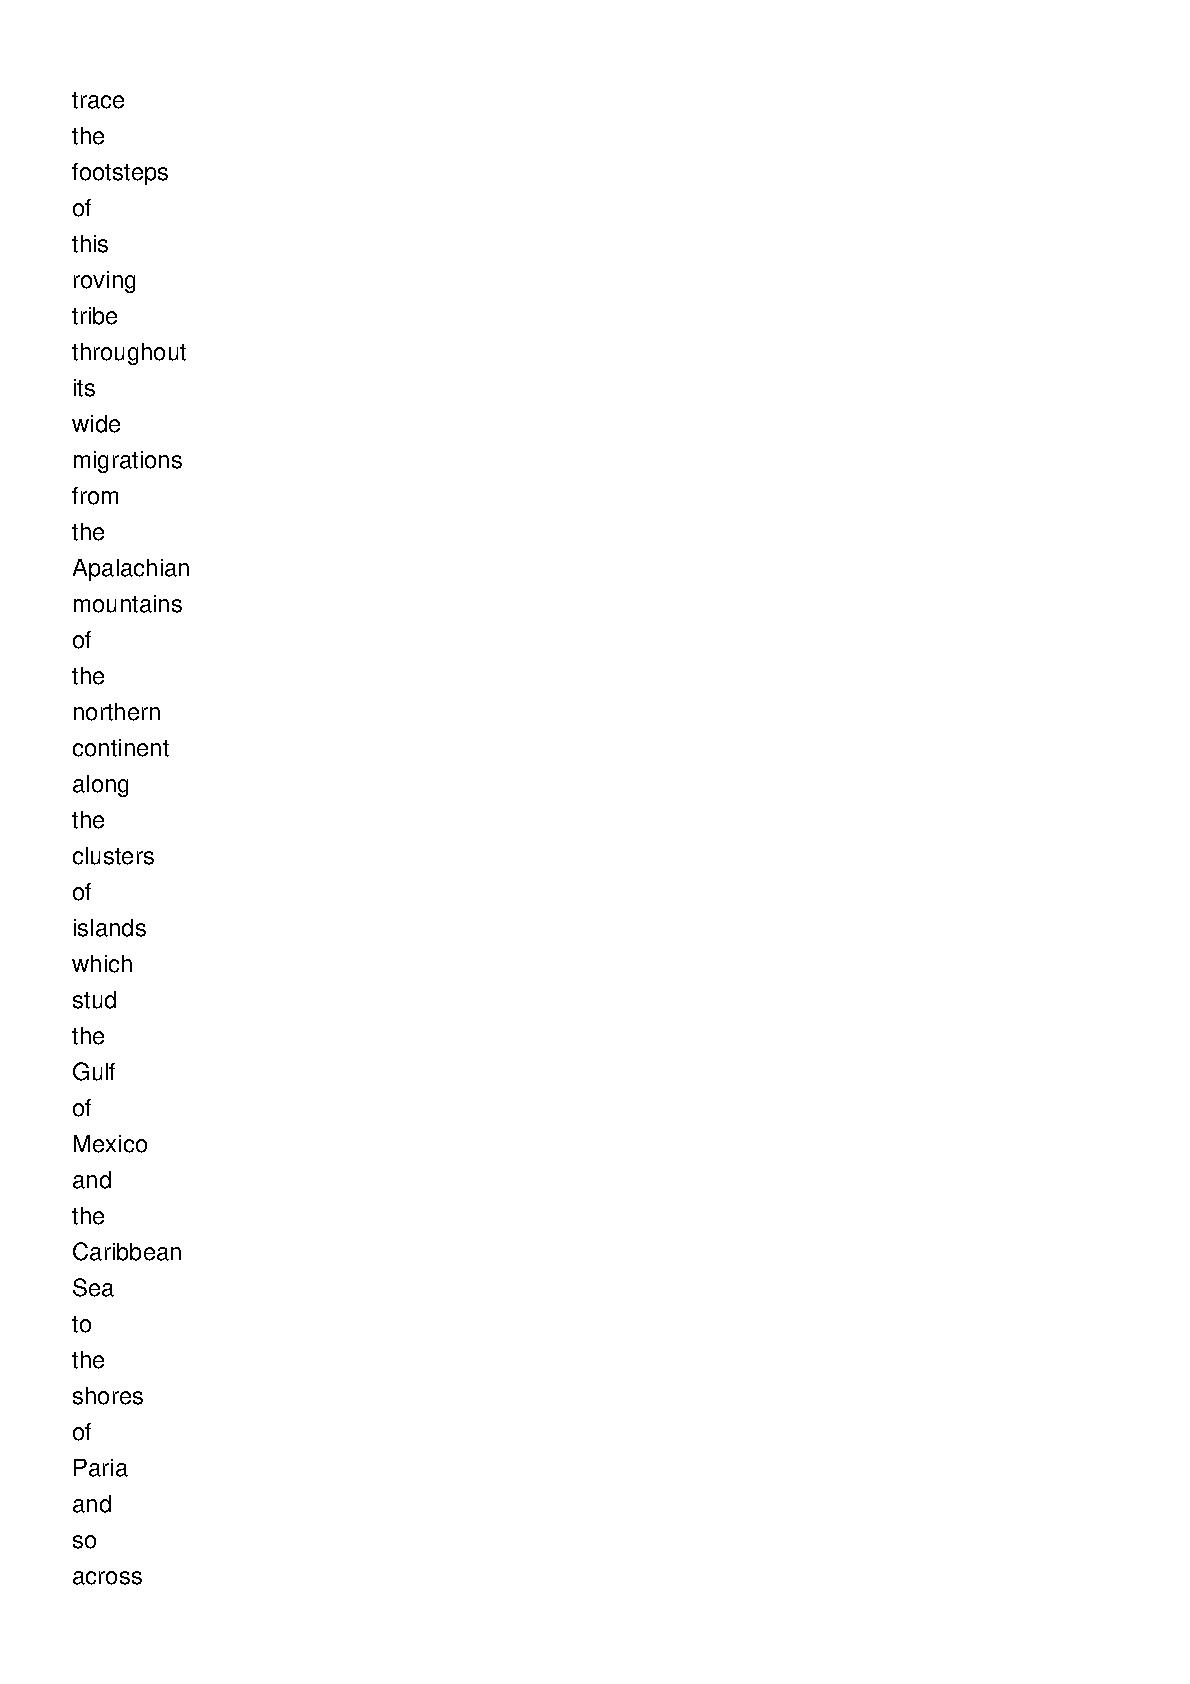 trace
the
footsteps
of
this
roving
tribe
throughout
its
wide
migrations
from
the
Apalachian
mountains
of
the
northern
continent
along
the
clusters
of
islands
which
stud
the
Gulf
of
Mexico
and
the
Caribbean
Sea
to
the
shores
of
Paria
and
so
across